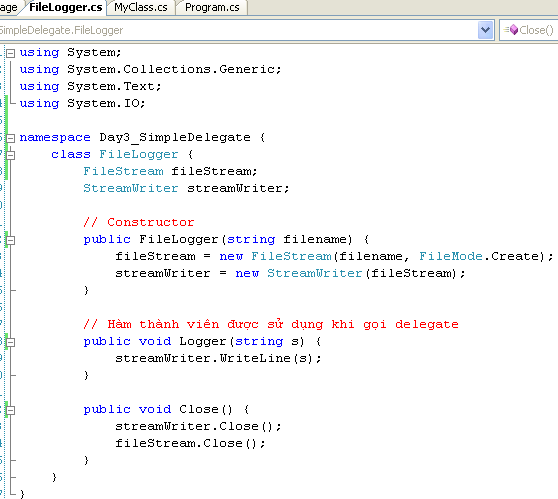 age FileLogger.cs MyClass.cs Program.cs
SimpleDelegate.FileLogger Close()
using System;
using System.Collections.Generic;
using System.Text;
using System.IO;
namespace Day3_SimpleDelegate {
class FileLogger {
FileStream fileStream;
StreamWriter streamWriter;
// Constructor
public FileLogger(string filename) {
fileStream = new FileStream(filename, FileMode.Create);
streamWriter = new StreamWriter(fileStream);
}
// Hàm thành viên được sử dụng khi gọi delegate
public void Logger(string s) {
streamWriter.WriteLine(s);
}
public void Close() {
streamWriter.Close();
fileStream.Close();
}
}
}